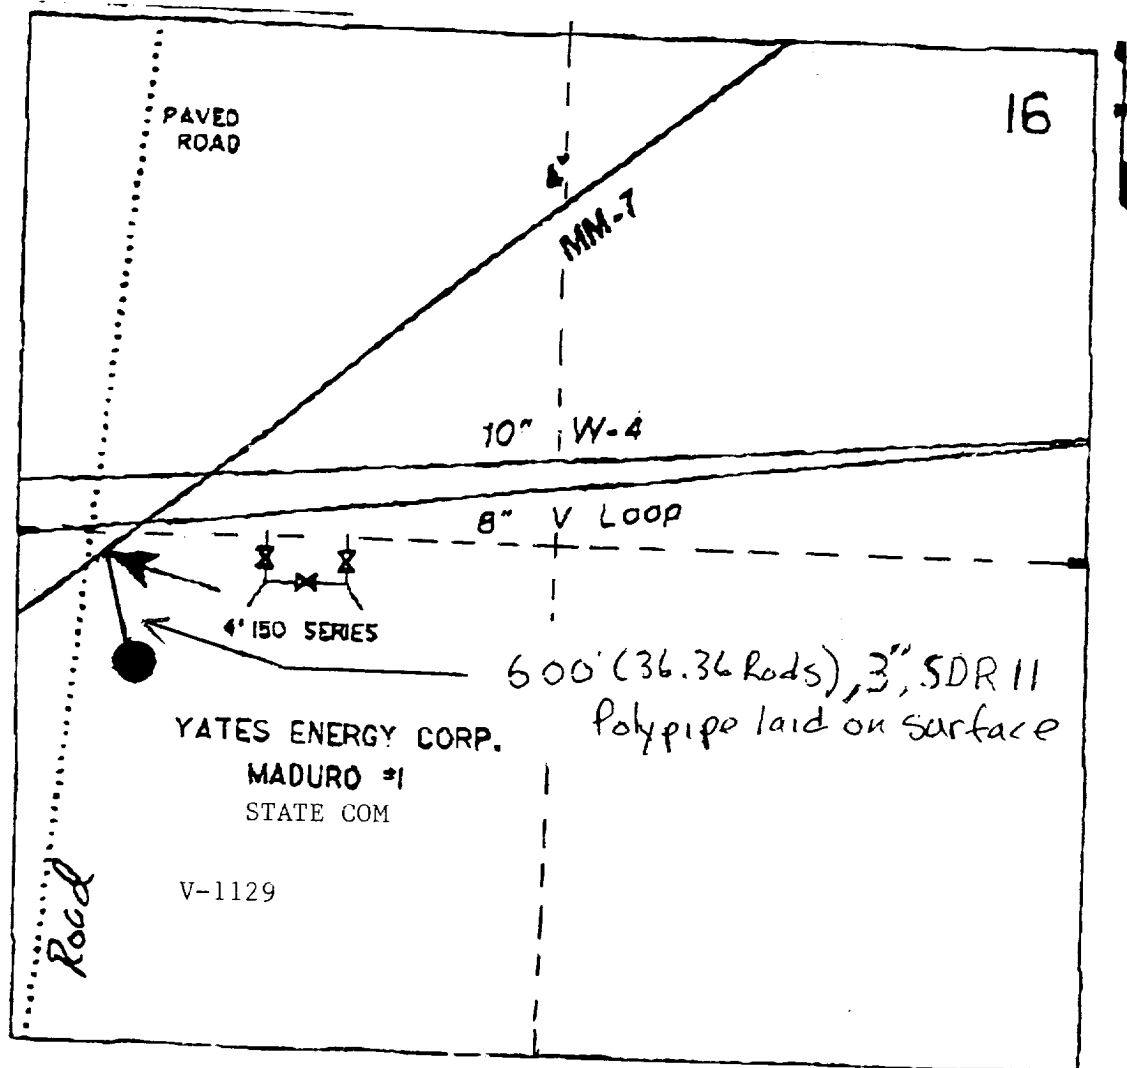 PAVED
ROAD
16
4"
MM-7
10" W-4
8" V LOOP
4" 150 SERIES
600' (36.36 Rods), 3", SDR 11
Polypipe laid on surface
YATES ENERGY CORP.
MADURO #1
STATE COM
V-1129
Road